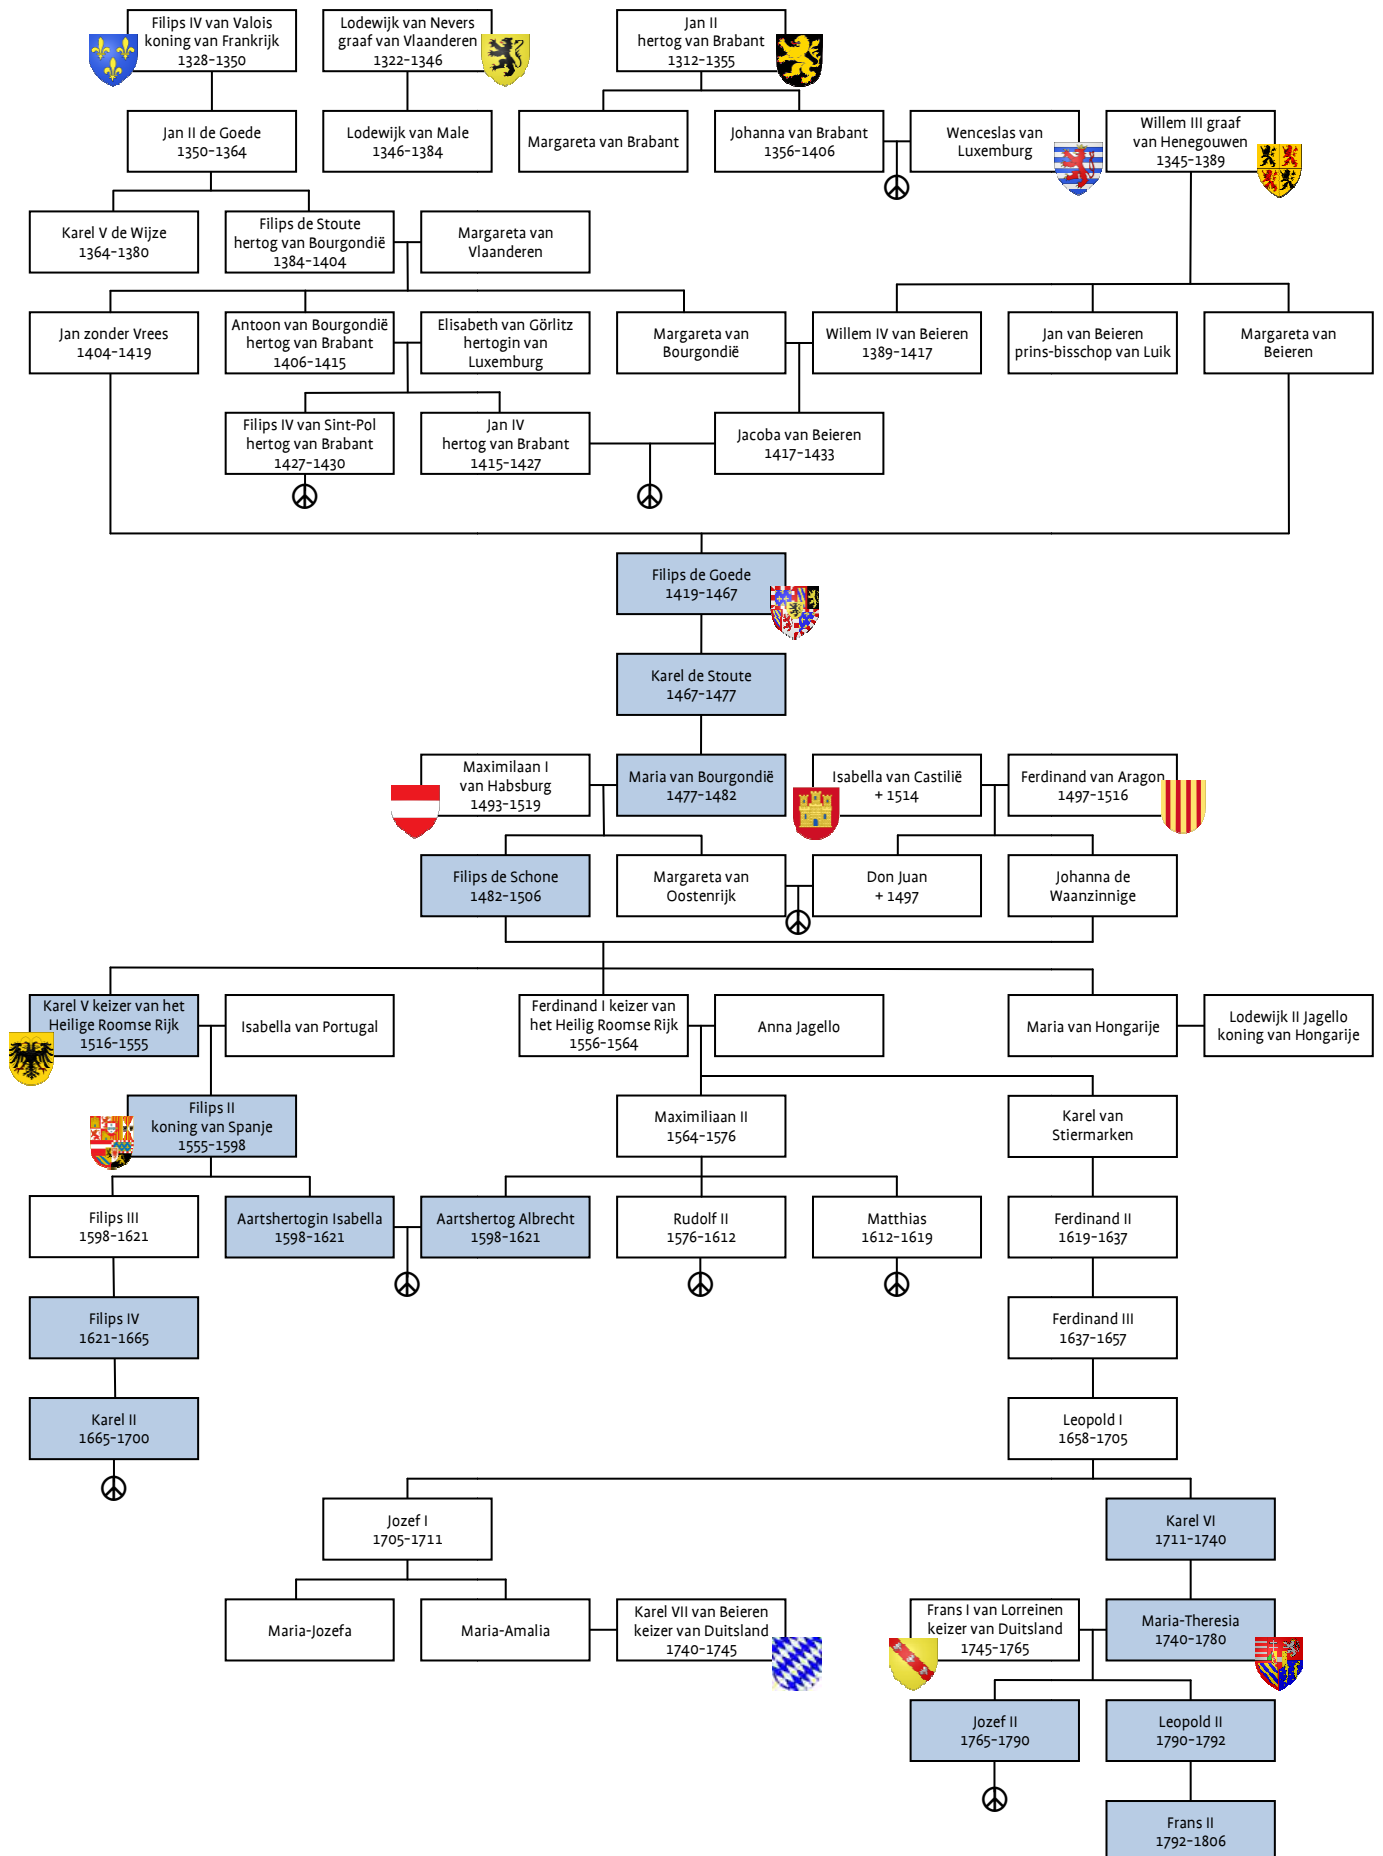 Filips IV van Valois
koning van Frankrijk
1328-1350
Lodewijk van Nevers
graaf van Vlaanderen
1322-1346
Jan II
hertog van Brabant
1312-1355
Jan II de Goede
1350-1364
Lodewijk van Male
1346-1384
Margareta van Brabant
Johanna van Brabant
1356-1406
Wenceslas van
Luxemburg
Willem III graaf
van Henegouwen
1345-1389
Karel V de Wijze
1364-1380
Filips de Stoute
hertog van Bourgondië
1384-1404
Margareta van
Vlaanderen
Jan zonder Vrees
1404-1419
Antoon van Bourgondië
hertog van Brabant
1406-1415
Elisabeth van Görlitz
hertogin van
Luxemburg
Margareta van
Bourgondië
Willem IV van Beieren
1389-1417
Jan van Beieren
prins-bisschop van Luik
Margareta van
Beieren
Filips IV van Sint-Pol
hertog van Brabant
1427-1430
Jan IV
hertog van Brabant
1415-1427
Jacoba van Beieren
1417-1433
Filips de Goede
1419-1467
Karel de Stoute
1467-1477
Maximilaan I
van Habsburg
1493-1519
Maria van Bourgondië
1477-1482
Isabella van Castilië
+ 1514
Ferdinand van Aragon
1497-1516
Filips de Schone
1482-1506
Margareta van
Oostenrijk
Don Juan
+ 1497
Johanna de
Waanzinnige
Karel V keizer van het
Heilige Roomse Rijk
1516-1555
Isabella van Portugal
Ferdinand I keizer van
het Heilig Roomse Rijk
1556-1564
Anna Jagello
Maria van Hongarije
Lodewijk II Jagello
koning van Hongarije
Filips II
koning van Spanje
1555-1598
Maximiliaan II
1564-1576
Karel van
Stiermarken
Filips III
1598-1621
Aartshertogin Isabella
1598-1621
Aartshertog Albrecht
1598-1621
Rudolf II
1576-1612
Matthias
1612-1619
Ferdinand II
1619-1637
Filips IV
1621-1665
Ferdinand III
1637-1657
Karel II
1665-1700
Leopold I
1658-1705
Jozef I
1705-1711
Karel VI
1711-1740
Maria-Jozefa
Maria-Amalia
Karel VII van Beieren
keizer van Duitsland
1740-1745
Frans I van Lorreinen
keizer van Duitsland
1745-1765
Maria-Theresia
1740-1780
Jozef II
1765-1790
Leopold II
1790-1792
Frans II
1792-1806